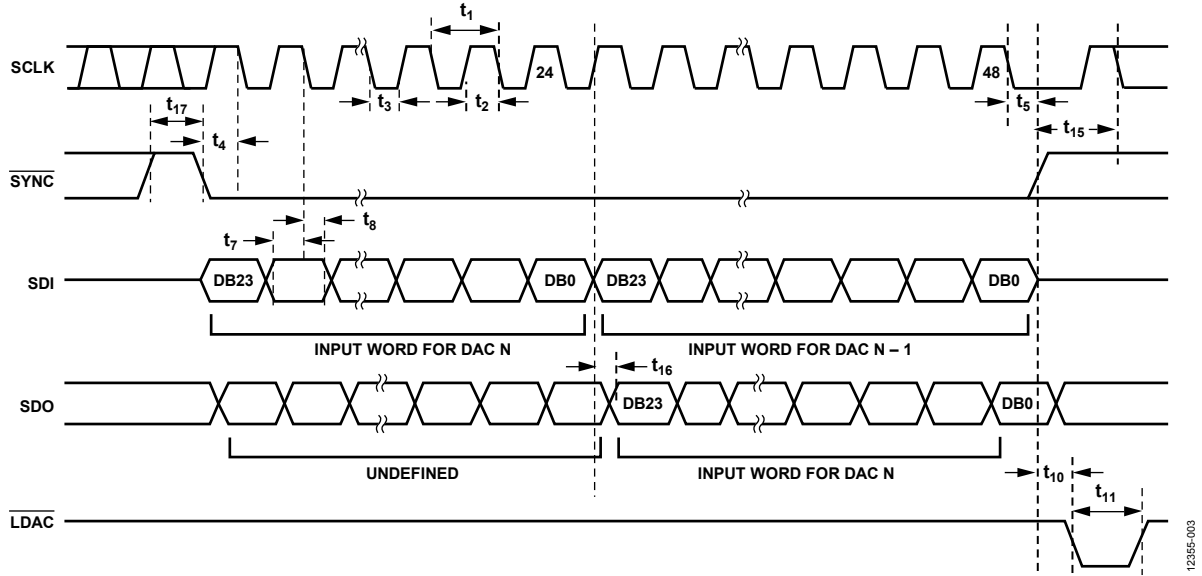 t1
SCLK
24
48
t3
t2
t5
t17
t4
t15
SYNC
t8
t7
SDI
DB23
DB0
DB23
DB0
INPUT WORD FOR DAC N
INPUT WORD FOR DAC N – 1
t16
SDO
DB23
DB0
UNDEFINED
INPUT WORD FOR DAC N
t10
t11
LDAC
12355-003